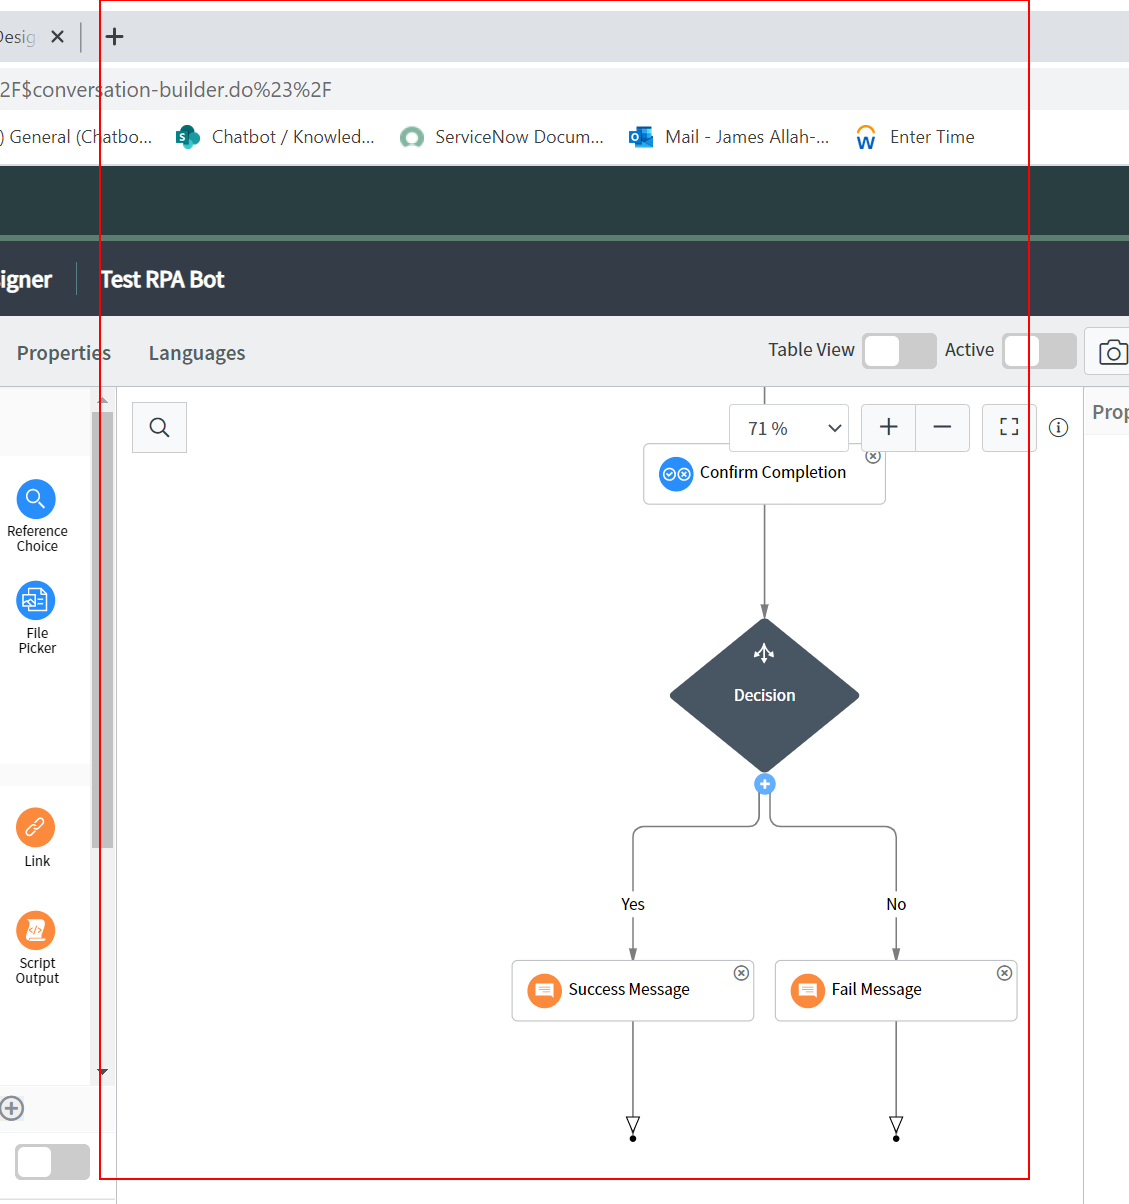 Desig
2F$conversation-builder.do%23%2F
) General (Chatbo...
Chatbot / Knowled...
ServiceNow Docum...
Mail - James Allah-...
Enter Time
igner
Test RPA Bot
Properties
Languages
Table View
Active
71 %
Prop
Confirm Completion
Reference
Choice
File
Picker
Decision
Link
Yes
No
Script
Output
Success Message
Fail Message